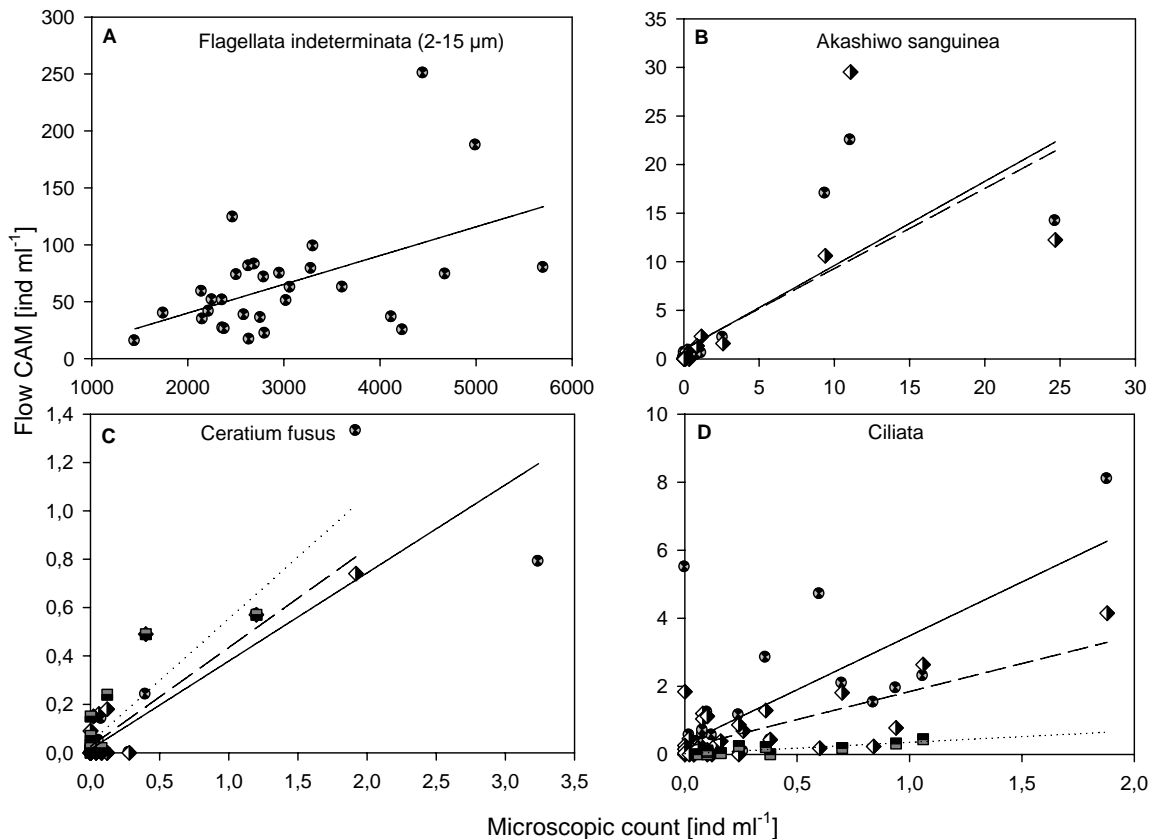 A
Flagellata indeterminata (2-15 µm)
300
250
200
150
100
50
0
1000 2000 3000 4000 5000 6000
B
Akashiwo sanguinea
35
30
25
20
15
10
5
0
0 5 10 15 20 25 30
Flow CAM [ind ml⁻¹]
C
Ceratium fusus
1,4
1,2
1,0
0,8
0,6
0,4
0,2
0,0
0,0 0,5 1,0 1,5 2,0 2,5 3,0 3,5
D
Ciliata
10
8
6
4
2
0
0,0 0,5 1,0 1,5 2,0
Microscopic count [ind ml⁻¹]